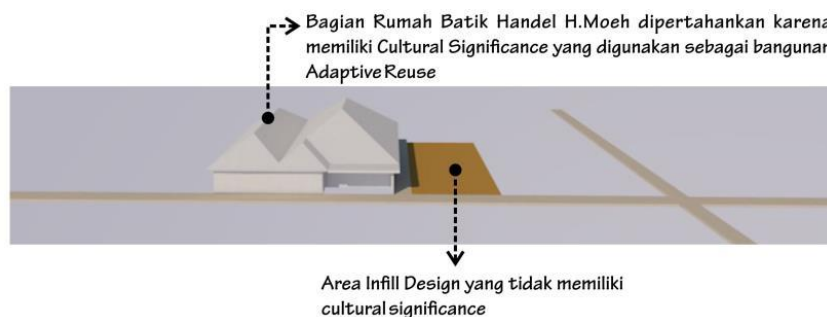 Bagian Rumah Batik Handel H.Moeh dipertahankan karena
memiliki Cultural Significance yang digunakan sebagai bangunan
Adaptive Reuse
Area Infill Design yang tidak memiliki
cultural significance